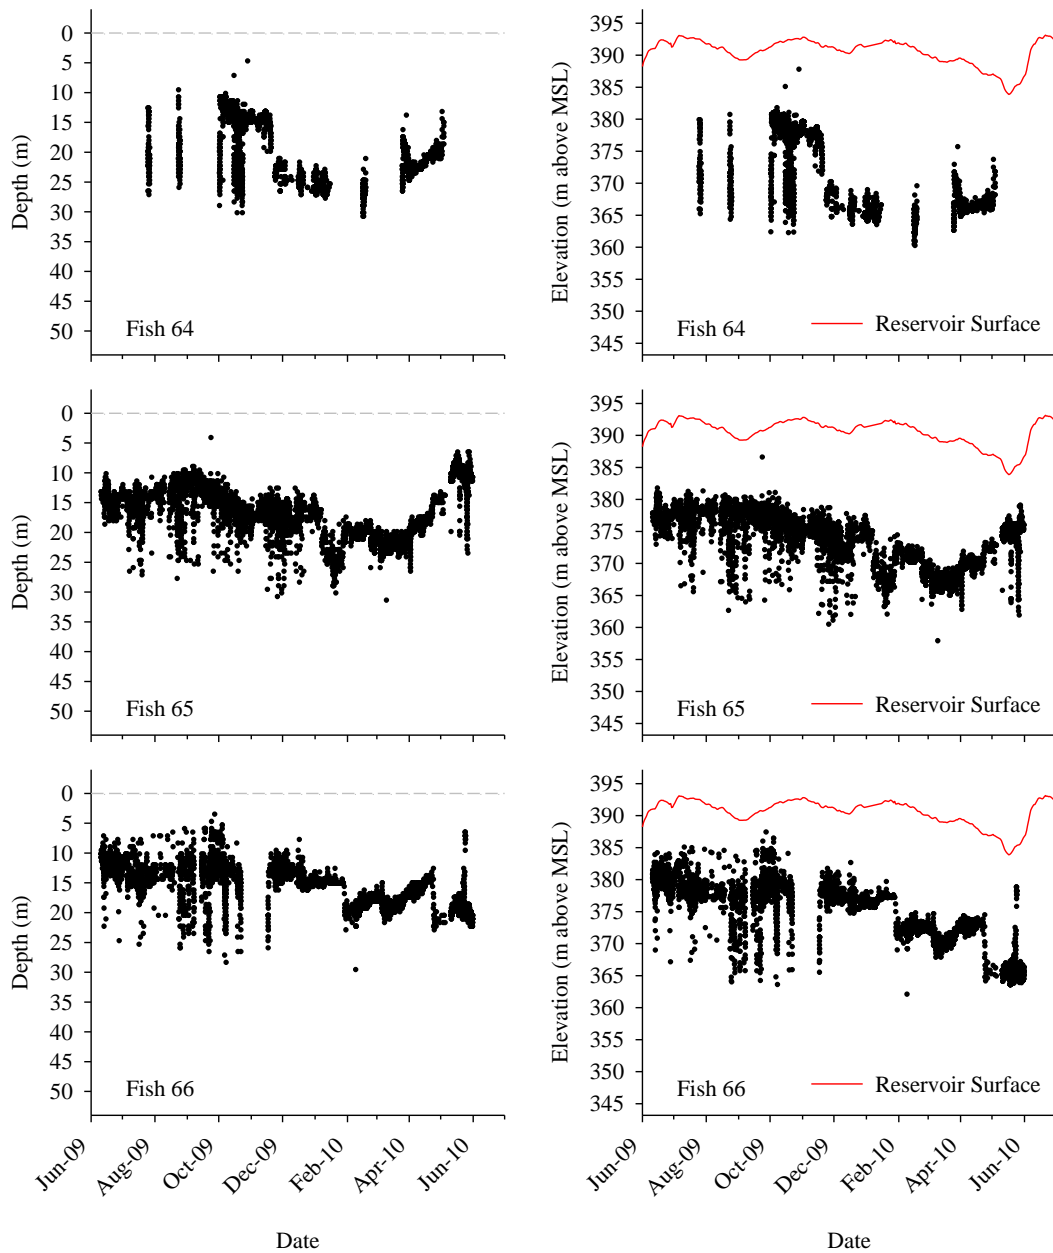 0
5
10
15
20
25
30
35
40
45
50
Depth (m)
Fish 64
395
390
385
380
375
370
365
360
355
350
345
Elevation (m above MSL)
Fish 64
Reservoir Surface
0
5
10
15
20
25
30
35
40
45
50
Depth (m)
Fish 65
395
390
385
380
375
370
365
360
355
350
345
Elevation (m above MSL)
Fish 65
Reservoir Surface
0
5
10
15
20
25
30
35
40
45
50
Depth (m)
Fish 66
395
390
385
380
375
370
365
360
355
350
345
Elevation (m above MSL)
Fish 66
Reservoir Surface
Jun-09
Aug-09
Oct-09
Dec-09
Feb-10
Apr-10
Jun-10
Date
Jun-09
Aug-09
Oct-09
Dec-09
Feb-10
Apr-10
Jun-10
Date